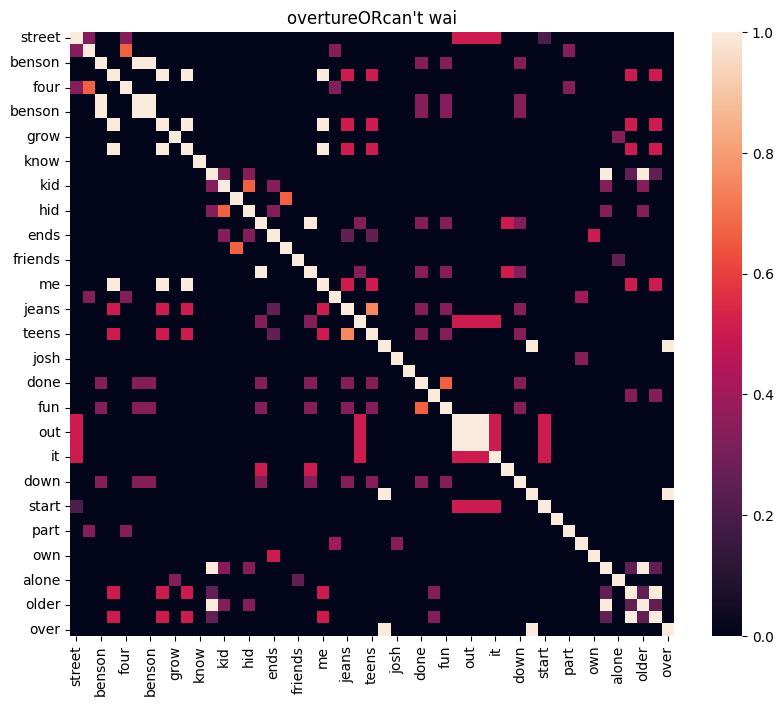 overtureORcan't wai
street
benson
four
benson
grow
know
kid
hid
ends
friends
me
jeans
teens
josh
done
fun
out
it
down
start
part
own
alone
older
over
1.0
0.8
0.6
0.4
0.2
0.0
street
benson
four
benson
grow
know
kid
hid
ends
friends
me
jeans
teens
josh
done
fun
out
it
down
start
part
own
alone
older
over